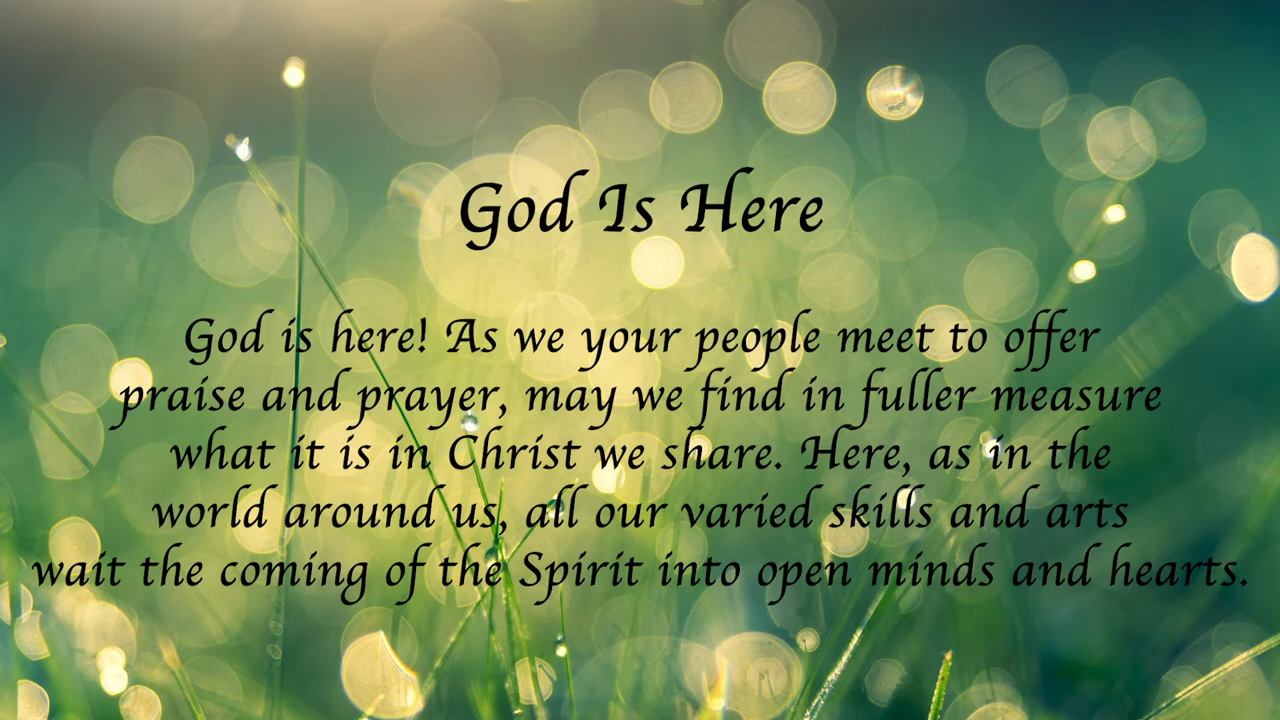 God Is Here
God is here! As we your people meet to offer
praise and prayer, may we find in fuller measure
what it is in Christ we share. Here, as in the
world around us, all our varied skills and arts
wait the coming of the Spirit into open minds and hearts.